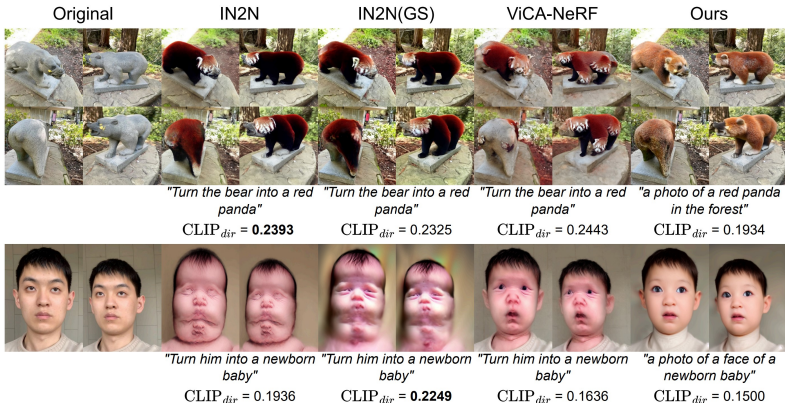 Original IN2N IN2N(GS) ViCA-NeRF Ours
"Turn the bear into a red panda" "Turn the bear into a red panda" "Turn the bear into a red panda" "a photo of a red panda in the forest"
CLIP_dir = 0.2393 CLIP_dir = 0.2325 CLIP_dir = 0.2443 CLIP_dir = 0.1934
"Turn him into a newborn baby" "Turn him into a newborn baby" "Turn him into a newborn baby" "a photo of a face of a newborn baby"
CLIP_dir = 0.1936 CLIP_dir = 0.2249 CLIP_dir = 0.1636 CLIP_dir = 0.1500